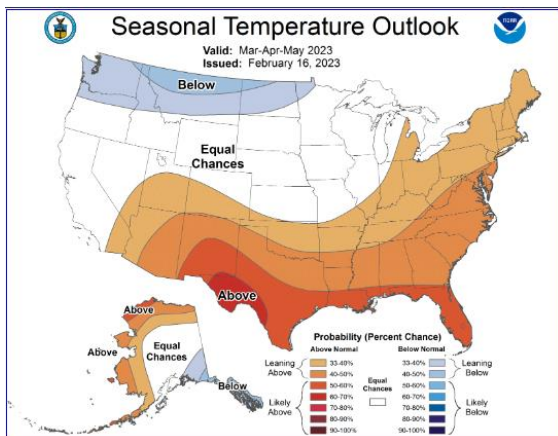 Seasonal Temperature Outlook
Valid: Mar-Apr-May 2023
Issued: February 16, 2023
NOAA
Below
Equal
Chances
Above
Above
Above
Equal
Chances
Below
Probability (Percent Chance)
Above Normal
Below Normal
Leaning
Above
33-40%
40-50%
50-60%
Likely
Above
60-70%
70-80%
80-90%
90-100%
Equal
Chances
33-40%
40-50%
50-60%
60-70%
70-80%
80-90%
90-100%
Leaning
Below
Likely
Below